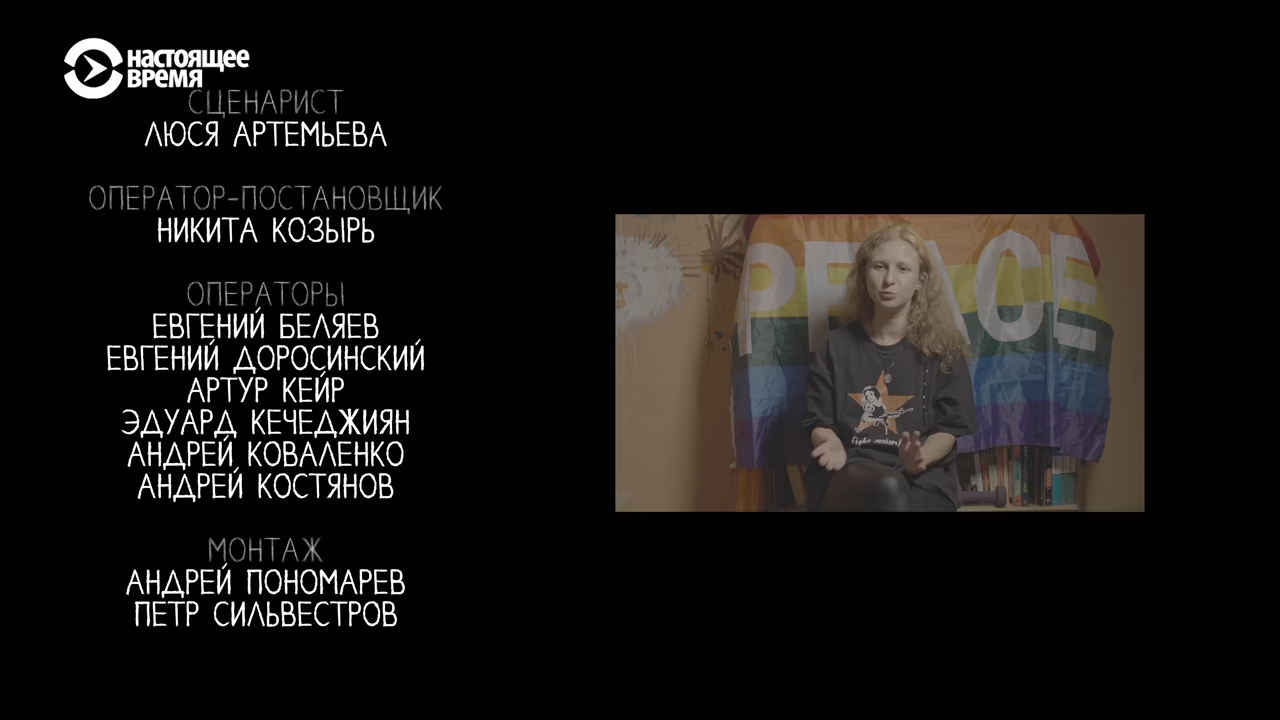 НАСТОЯЩЕЕ
ВРЕМЯ
СЦЕНАРИСТ
ЛЮСЯ АРТЕМЬЕВА
ОПЕРАТОР-ПОСТАНОВЩИК
НИКИТА КОЗЫРЬ
ОПЕРАТОРЫ
ЕВГЕНИЙ БЕЛЯЕВ
ЕВГЕНИЙ ДОРОСИНСКИЙ
АРТУР КЕЙР
ЭДУАРД КЕЧЕДЖИЯН
АНДРЕЙ КОВАЛЕНКО
АНДРЕЙ КОСТЯНОВ
МОНТАЖ
АНДРЕЙ ПОНОМАРЕВ
ПЕТР СИЛЬВЕСТРОВ
PEACE